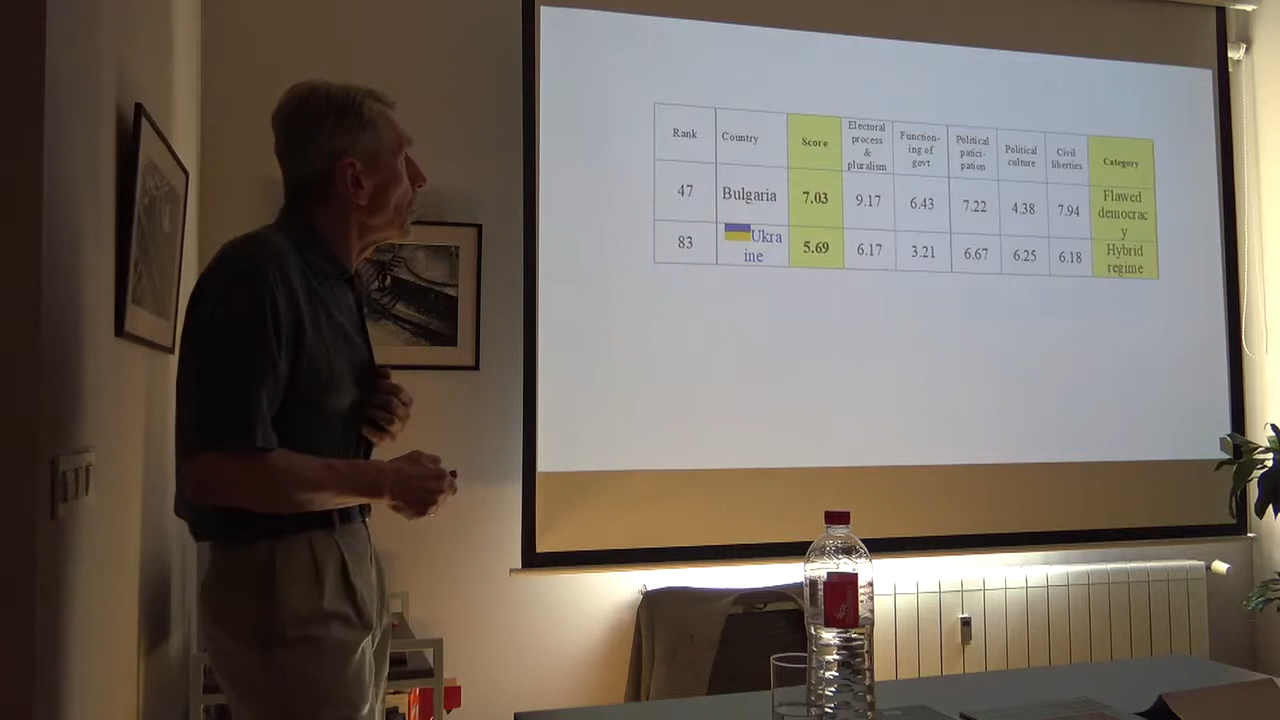 Rank Country Score Electoral process & pluralism Function-ing of govt Political patici-pation Political culture Civil liberties Category
47 Bulgaria 7.03 9.17 6.43 7.22 4.38 7.94 Flawed democrac y
83 Ukra ine 5.69 6.17 3.21 6.67 6.25 6.18 Hybrid regime